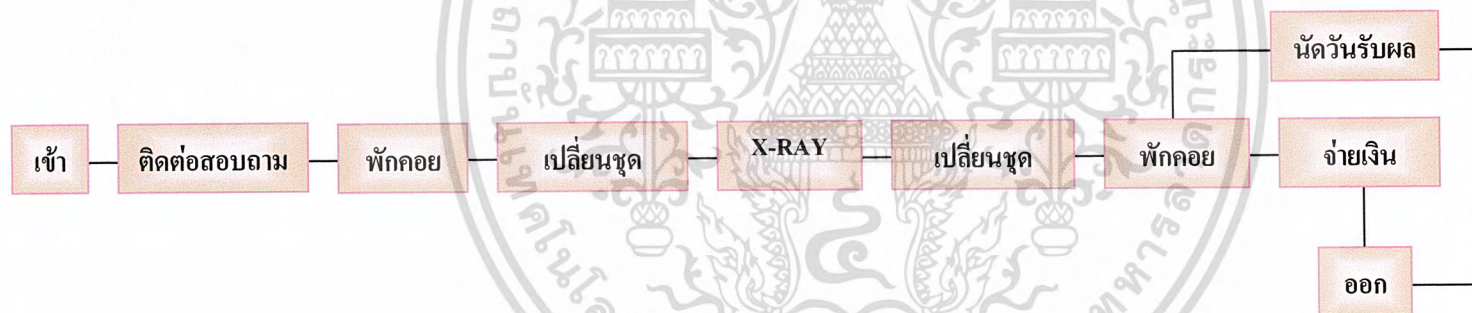 นัดวันรับผล
เข้า
ติดต่อสอบถาม
พักคอย
เปลี่ยนชุด
X-RAY
เปลี่ยนชุด
พักคอย
จ่ายเงิน
ออก